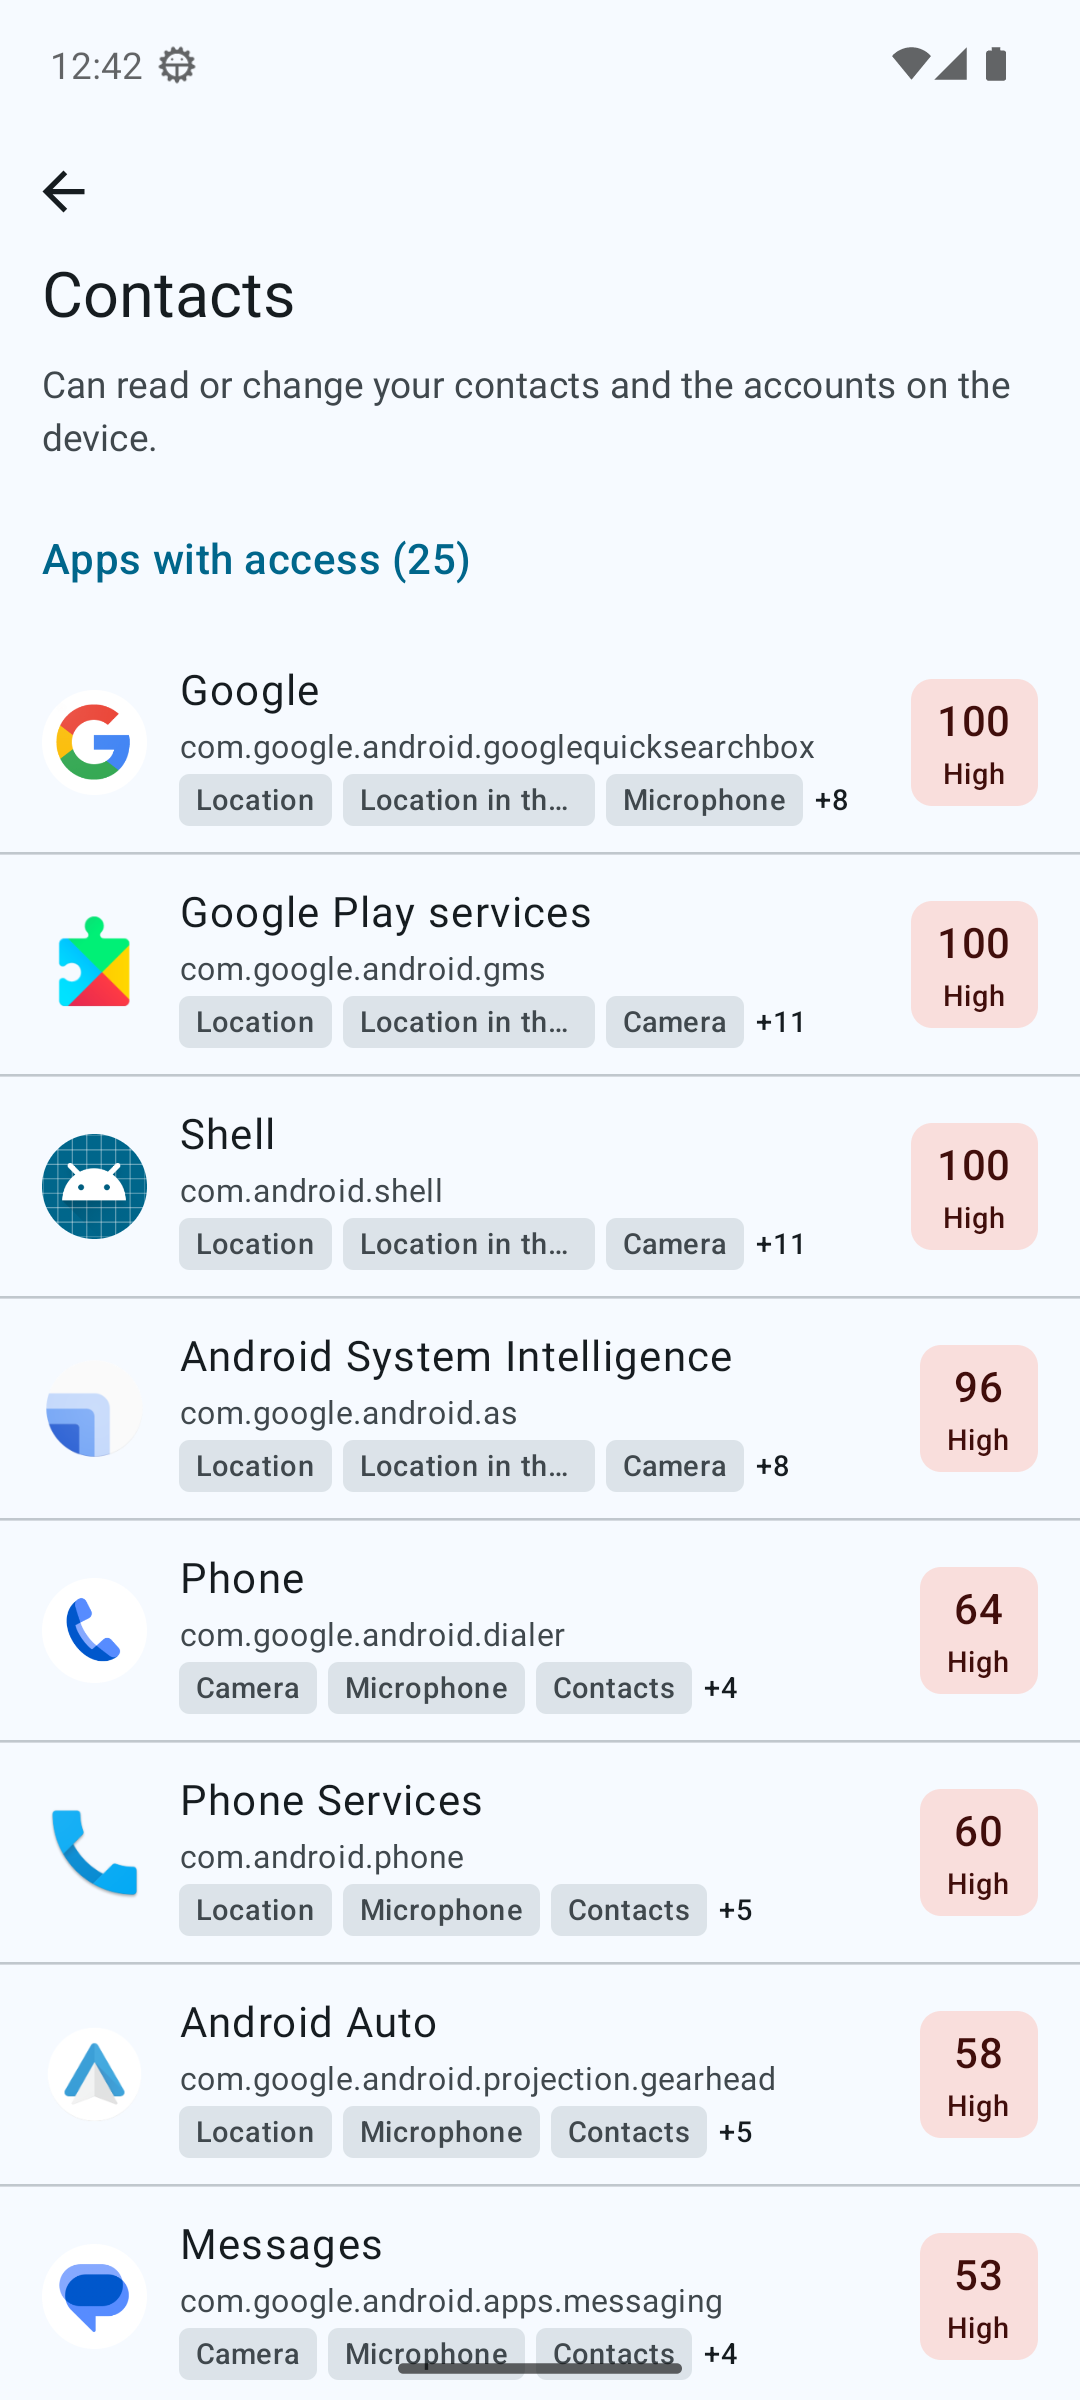 12:42
Contacts
Can read or change your contacts and the accounts on the
device.
Apps with access (25)
Google
com.google.android.googlequicksearchbox
Location Location in th... Microphone +8
100
High
Google Play services
com.google.android.gms
Location Location in th... Camera +11
100
High
Shell
com.android.shell
Location Location in th... Camera +11
100
High
Android System Intelligence
com.google.android.as
Location Location in th... Camera +8
96
High
Phone
com.google.android.dialer
Camera Microphone Contacts +4
64
High
Phone Services
com.android.phone
Location Microphone Contacts +5
60
High
Android Auto
com.google.android.projection.gearhead
Location Microphone Contacts +5
58
High
Messages
com.google.android.apps.messaging
Camera Microphone Contacts +4
53
High